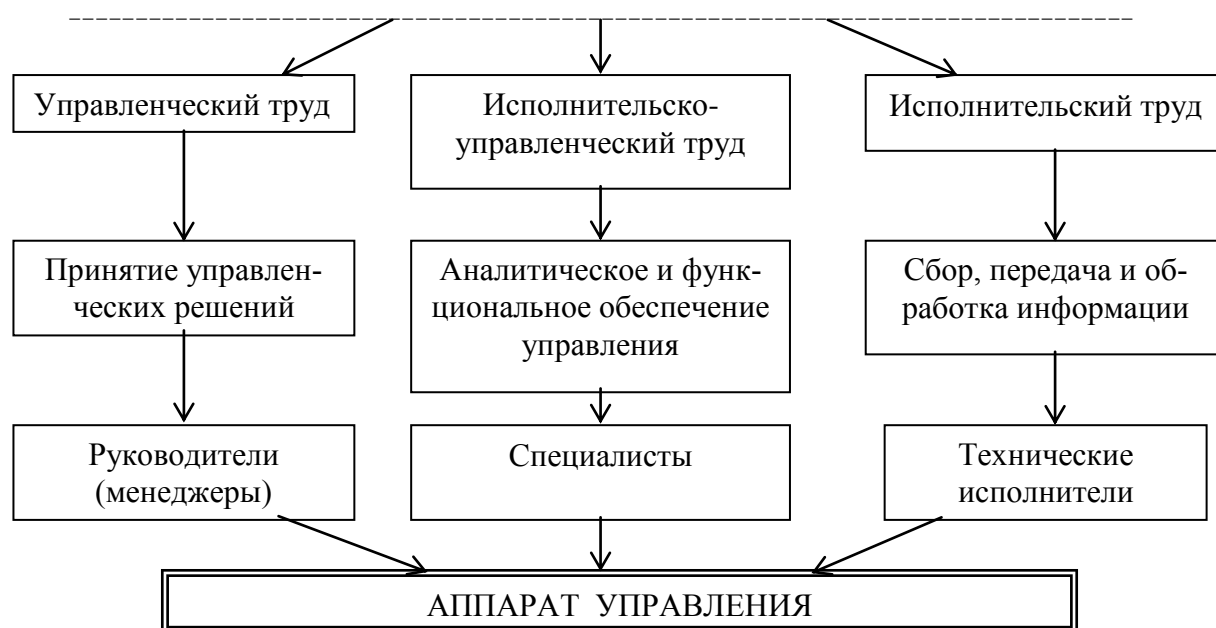 Управленческий труд
Исполнительско-
управленческий труд
Исполнительский труд
Принятие управлен-
ческих решений
Аналитическое и функ-
циональное обеспечение
управления
Сбор, передача и об-
работка информации
Руководители
(менеджеры)
Специалисты
Технические
исполнители
АППАРАТ УПРАВЛЕНИЯ